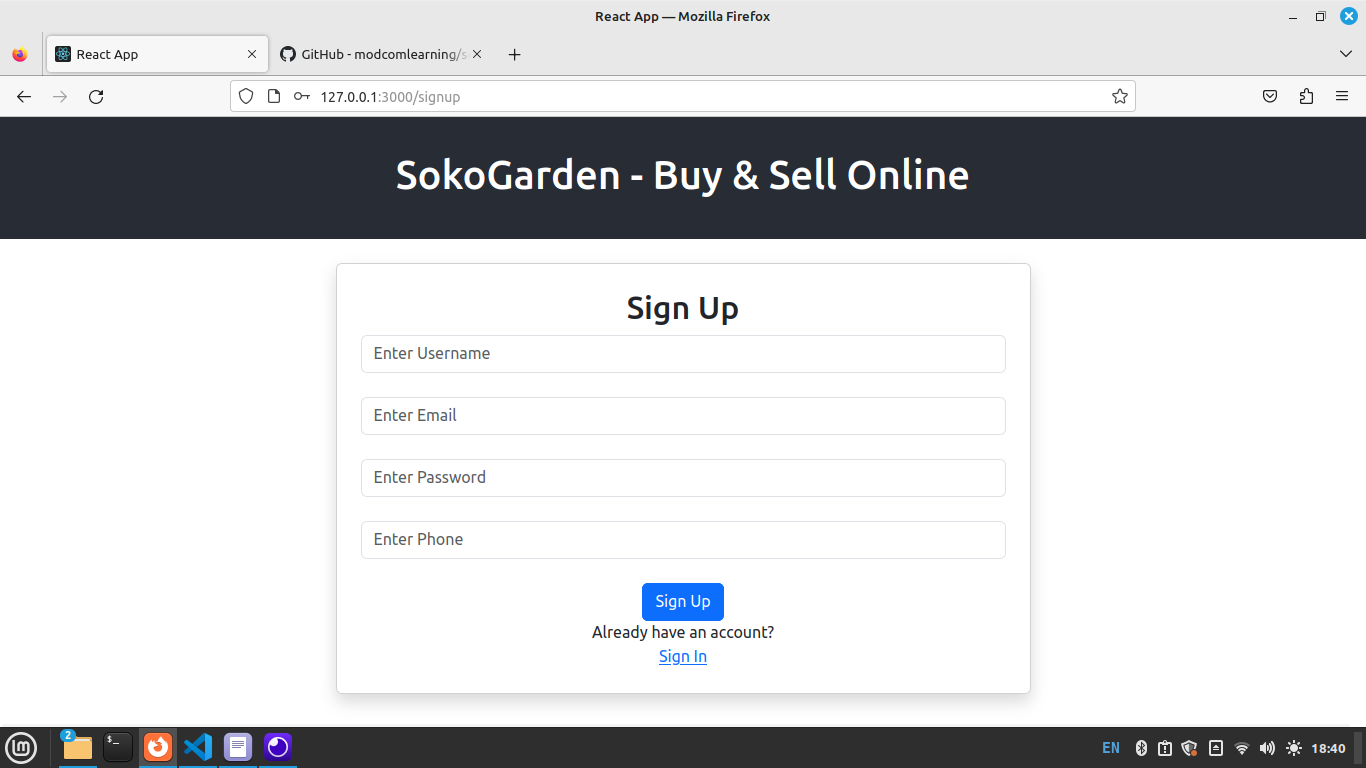 React App — Mozilla Firefox
React App
GitHub - modcomlearning/s
127.0.0.1:3000/signup
SokoGarden - Buy & Sell Online
Sign Up
Enter Username
Enter Email
Enter Password
Enter Phone
Sign Up
Already have an account?
Sign In
2
$_
EN
18:40